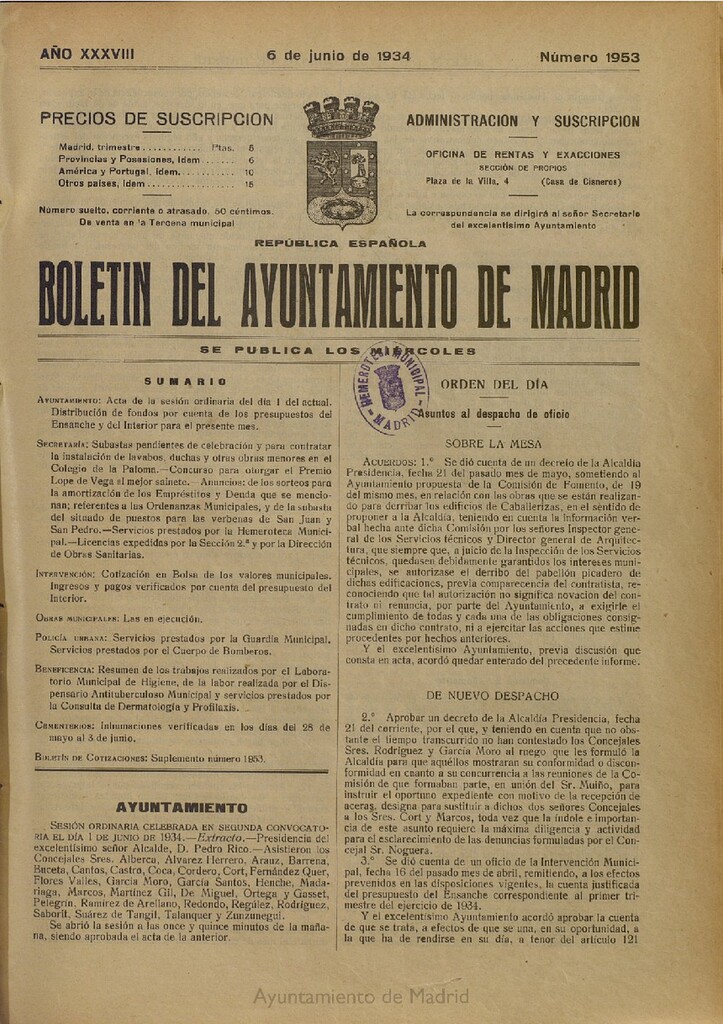 AÑO XXXVIII
6 de junio de 1934
Número 1953
PRECIOS DE SUSCRIPCION
Madrid, trimestre ........... Ptas. 5
Provincias y Posesiones, ídem ...... 6
América y Portugal, ídem .......... 10
Otros países, ídem ............... 15
Número suelto, corriente o atrasado, 50 céntimos.
De venta en la Tercena municipal
ADMINISTRACION Y SUSCRIPCION
OFICINA DE RENTAS Y EXACCIONES
SECCIÓN DE PROPIOS
Plaza de la Villa, 4 (Casa de Cisneros)
La correspondencia se dirigirá al señor Secretario
del excelentísimo Ayuntamiento
REPÚBLICA ESPAÑOLA
BOLETIN DEL AYUNTAMIENTO DE MADRID
SE PUBLICA LOS MIERCOLES
HEMEROTECA MUNICIPAL
MADRID
SUMARIO
AYUNTAMIENTO: Acta de la sesión ordinaria del día 1 del actual.
Distribución de fondos por cuenta de los presupuestos del
Ensanche y del Interior para el presente mes.
SECRETARÍA: Subastas pendientes de celebración y para contratar
la instalación de lavabos, duchas y otras obras menores en el
Colegio de la Paloma.—Concurso para otorgar el Premio
Lope de Vega al mejor sainete.—Anuncios: de los sorteos para
la amortización de los Empréstitos y Deuda que se mencio-
nan; referentes a las Ordenanzas Municipales, y de la subasta
del situado de puestos para las verbenas de San Juan y
San Pedro.—Servicios prestados por la Hemeroteca Munici-
pal.—Licencias expedidas por la Sección 2.ª y por la Dirección
de Obras Sanitarias.
INTERVENCIÓN: Cotización en Bolsa de los valores municipales.
Ingresos y pagos verificados por cuenta del presupuesto del
Interior.
OBRAS MUNICIPALES: Las en ejecución.
POLICÍA URBANA: Servicios prestados por la Guardia Municipal.
Servicios prestados por el Cuerpo de Bomberos.
BENEFICENCIA: Resumen de los trabajos realizados por el Labora-
torio Municipal de Higiene, de la labor realizada por el Dis-
pensario Antituberculoso Municipal y servicios prestados por
la Consulta de Dermatología y Profilaxis.
CEMENTERIOS: Inhumaciones verificadas en los días del 28 de
mayo al 3 de junio.
BOLETÍN DE COTIZACIONES: Suplemento número 1953.
AYUNTAMIENTO
SESIÓN ORDINARIA CELEBRADA EN SEGUNDA CONVOCATO-
RIA EL DÍA 1 DE JUNIO DE 1934.—Extracto.—Presidencia del
excelentísimo señor Alcalde, D. Pedro Rico.—Asistieron los
Concejales Sres. Alberca, Alvarez Herrero, Arauz, Barrena,
Buceta, Cantos, Castro, Coca, Cordero, Cort, Fernández Quer,
Flores Valles, García Moro, García Santos, Henche, Mada-
riaga, Marcos, Martínez Gil, De Miguel, Ortega y Gasset,
Pelegrín, Ramírez de Arellano, Redondo, Regúlez, Rodríguez,
Saborit, Suárez de Tangil, Talanquer y Zunzunegui.
Se abrió la sesión a las once y quince minutos de la maña-
na, siendo aprobada el acta de la anterior.
ORDEN DEL DÍA
Asuntos al despacho de oficio
SOBRE LA MESA
ACUERDOS: 1.º Se dió cuenta de un decreto de la Alcaldía
Presidencia, fecha 21 del pasado mes de mayo, sometiendo al
Ayuntamiento propuesta de la Comisión de Fomento, de 19
del mismo mes, en relación con las obras que se están realizan-
do para derribar los edificios de Caballerizas, en el sentido de
proponer a la Alcaldía, teniendo en cuenta la información ver-
bal hecha ante dicha Comisión por los señores Inspector gene-
ral de los Servicios técnicos y Director general de Arquitec-
tura, que siempre que, a juicio de la Inspección de los Servicios
técnicos, quedasen debidamente garantidos los intereses muni-
cipales, se autorizase el derribo del pabellón picadero de
dichas edificaciones, previa comparecencia del contratista, re-
conociendo que tal autorización no significa novación del con-
trato ni renuncia, por parte del Ayuntamiento, a exigirle el
cumplimiento de todas y cada una de las obligaciones consig-
nadas en dicho contrato, ni a ejercitar las acciones que estime
procedentes por hechos anteriores.
Y el excelentísimo Ayuntamiento, previa discusión que
consta en acta, acordó quedar enterado del precedente informe.
DE NUEVO DESPACHO
2.º Aprobar un decreto de la Alcaldía Presidencia, fecha
21 del corriente, por el que, y teniendo en cuenta que no obs-
tante el tiempo transcurrido no han contestado los Concejales
Sres. Rodríguez y García Moro al ruego que les formuló la
Alcaldía para que aquéllos mostraran su conformidad o discon-
formidad en cuanto a su concurrencia a las reuniones de la Co-
misión de que formaban parte, en unión del Sr. Muiño, para
instruir el oportuno expediente con motivo de la recepción de
aceras, designa para sustituir a dichos dos señores Concejales
a los Sres. Cort y Marcos, toda vez que la índole e importan-
cia de este asunto requiere la máxima diligencia y actividad
para el esclarecimiento de las denuncias formuladas por el Con-
cejal Sr. Noguera.
3.º Se dió cuenta de un oficio de la Intervención Munici-
pal, fecha 16 del pasado mes de abril, remitiendo, a los efectos
prevenidos en las disposiciones vigentes, la cuenta justificada
del presupuesto del Ensanche correspondiente al primer trimes-
tre del ejercicio de 1934.
Y el excelentísimo Ayuntamiento acordó aprobar la cuenta
de que se trata, a efectos de que se una, en su oportunidad, a
la que ha de rendirse en su día, a tenor del artículo 121
Ayuntamiento de Madrid